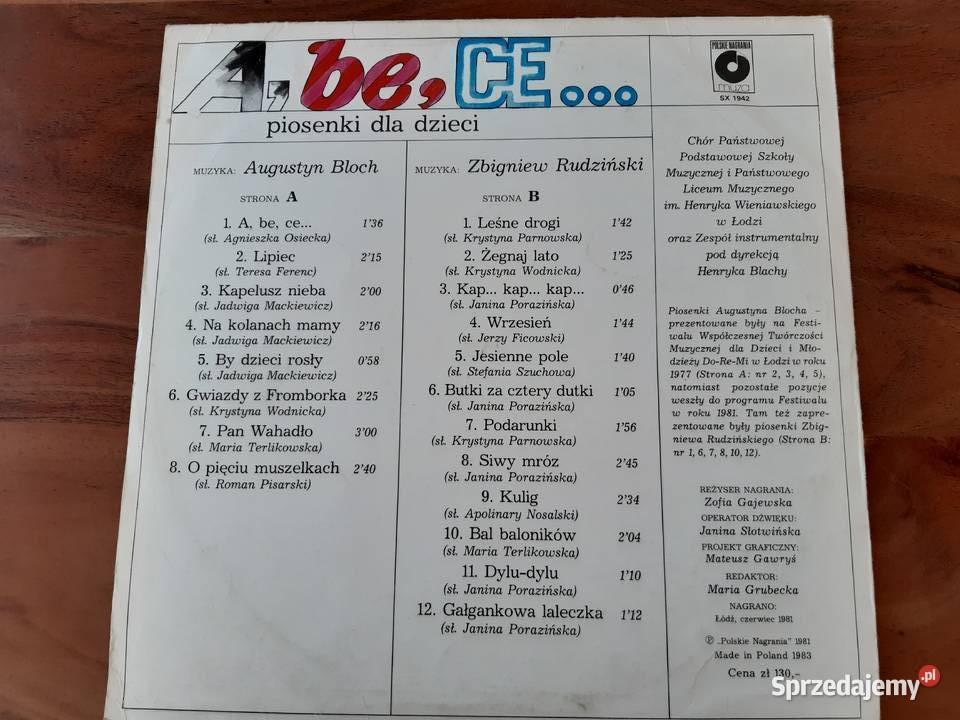 A, be, CE...
piosenki dla dzieci
POLSKIE NAGRANIA
muza
SX 1942
MUZYKA: Augustyn Bloch
STRONA A
1. A, be, ce... 1'36
(sł. Agnieszka Osiecka)
2. Lipiec 2'15
(sł. Teresa Ferenc)
3. Kapelusz nieba 2'00
(sł. Jadwiga Mackiewicz)
4. Na kolanach mamy 2'16
(sł. Jadwiga Mackiewicz)
5. By dzieci rosły 0'58
(sł. Jadwiga Mackiewicz)
6. Gwiazdy z Fromborka 2'25
(sł. Krystyna Wodnicka)
7. Pan Wahadło 3'00
(sł. Maria Terlikowska)
8. O pięciu muszelkach 2'40
(sł. Roman Pisarski)
MUZYKA: Zbigniew Rudziński
STRONA B
1. Leśne drogi 1'42
(sł. Krystyna Parnowska)
2. Żegnaj lato 1'25
(sł. Krystyna Wodnicka)
3. Kap... kap... kap... 0'46
(sł. Janina Porazińska)
4. Wrzesień 1'44
(sł. Jerzy Ficowski)
5. Jesienne pole 1'40
(sł. Stefania Szuchowa)
6. Butki za cztery dutki 1'05
(sł. Janina Porazińska)
7. Podarunki 1'56
(sł. Krystyna Parnowska)
8. Siwy mróz 2'45
(sł. Janina Porazińska)
9. Kulig 2'34
(sł. Apolinary Nosalski)
10. Bal baloników 2'04
(sł. Maria Terlikowska)
11. Dylu-dylu 1'10
(sł. Janina Porazińska)
12. Gałgankowa laleczka 1'12
(sł. Janina Porazińska)
Chór Państwowej
Podstawowej Szkoły
Muzycznej i Państwowego
Liceum Muzycznego
im. Henryka Wieniawskiego
w Łodzi
oraz Zespół instrumentalny
pod dyrekcją
Henryka Blachy
Piosenki Augustyna Blocha –
prezentowane były na Festi-
walu Współczesnej Twórczości
Muzycznej dla Dzieci i Mło-
dzieży Do-Re-Mi w Łodzi w roku
1977 (Strona A: nr 2, 3, 4, 5),
natomiast pozostałe pozycje
weszły do programu Festiwalu
w roku 1981. Tam też zapre-
zentowane były piosenki Zbig-
niewa Rudzińskiego (Strona B:
nr 1, 6, 7, 8, 10, 12).
REŻYSER NAGRANIA:
Zofia Gajewska
OPERATOR DŹWIĘKU:
Janina Słotwińska
PROJEKT GRAFICZNY:
Mateusz Gawryś
REDAKTOR:
Maria Grubecka
NAGRANO:
Łódź, czerwiec 1981
℗ „Polskie Nagrania" 1981
Made in Poland 1983
Cena zł 130,-
Sprzedajemy.pl